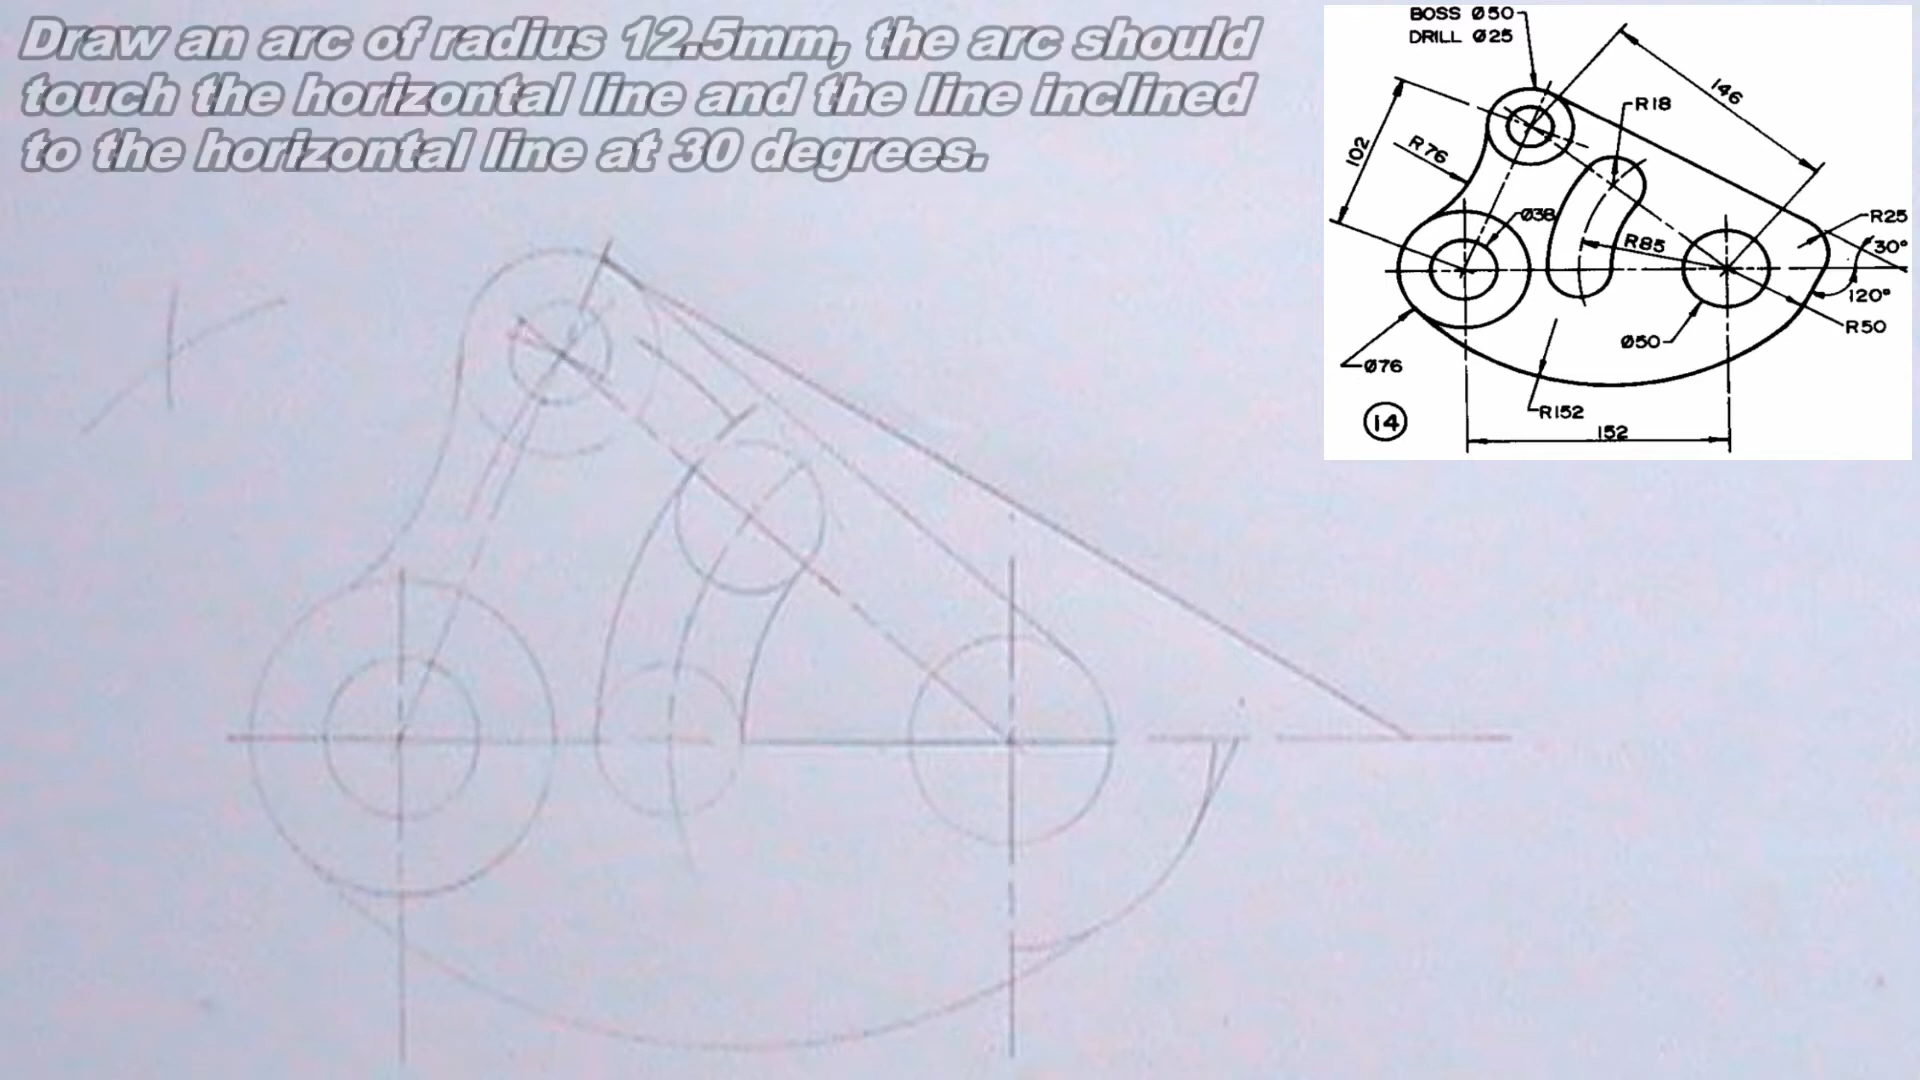 Draw an arc of radius 12.5mm, the arc should
touch the horizontal line and the line inclined
to the horizontal line at 30 degrees.
BOSS Ø50
DRILL Ø25
146
R18
102
R76
Ø38
R85
R25
30°
120°
R50
Ø50
Ø76
R152
14
152